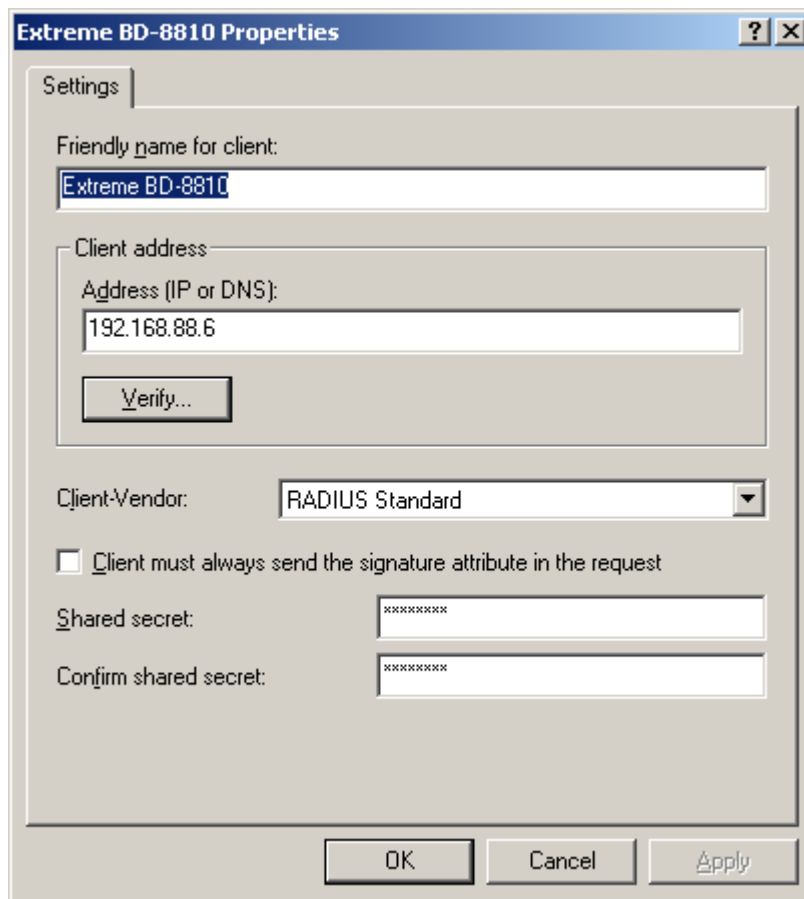 Extreme BD-8810 Properties
Settings
Friendly name for client:
Extreme BD-8810
Client address
Address (IP or DNS):
192.168.88.6
Verify...
Client-Vendor: RADIUS Standard
Client must always send the signature attribute in the request
Shared secret: ********
Confirm shared secret: ********
OK Cancel Apply